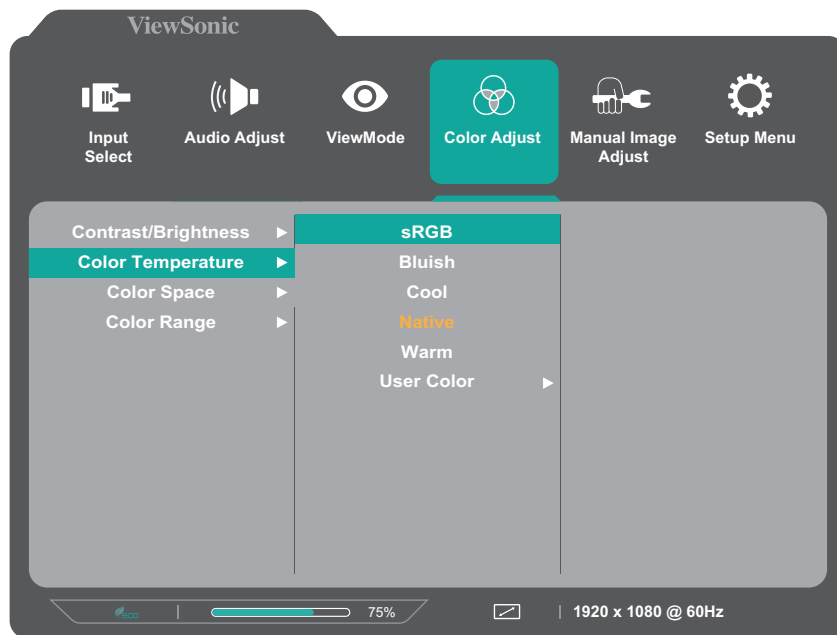 ViewSonic
Input
Select
Audio Adjust
ViewMode
Color Adjust
Manual Image
Adjust
Setup Menu
Contrast/Brightness
Color Temperature
Color Space
Color Range
sRGB
Bluish
Cool
Native
Warm
User Color
eco
75%
1920 x 1080 @ 60Hz